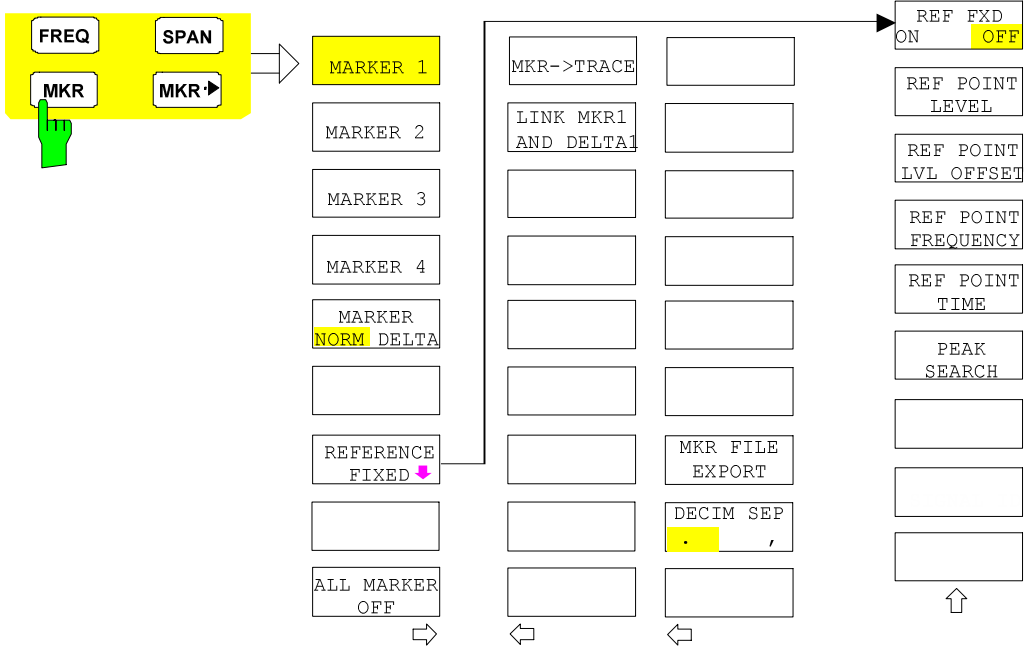 FREQ
SPAN
MKR
MKR
MARKER 1
MARKER 2
MARKER 3
MARKER 4
MARKER
NORM DELTA
REFERENCE
FIXED
ALL MARKER
OFF
MKR->TRACE
LINK MKR1
AND DELTA1
MKR FILE
EXPORT
DECIM SEP
. ,
REF FXD
ON OFF
REF POINT
LEVEL
REF POINT
LVL OFFSET
REF POINT
FREQUENCY
REF POINT
TIME
PEAK
SEARCH